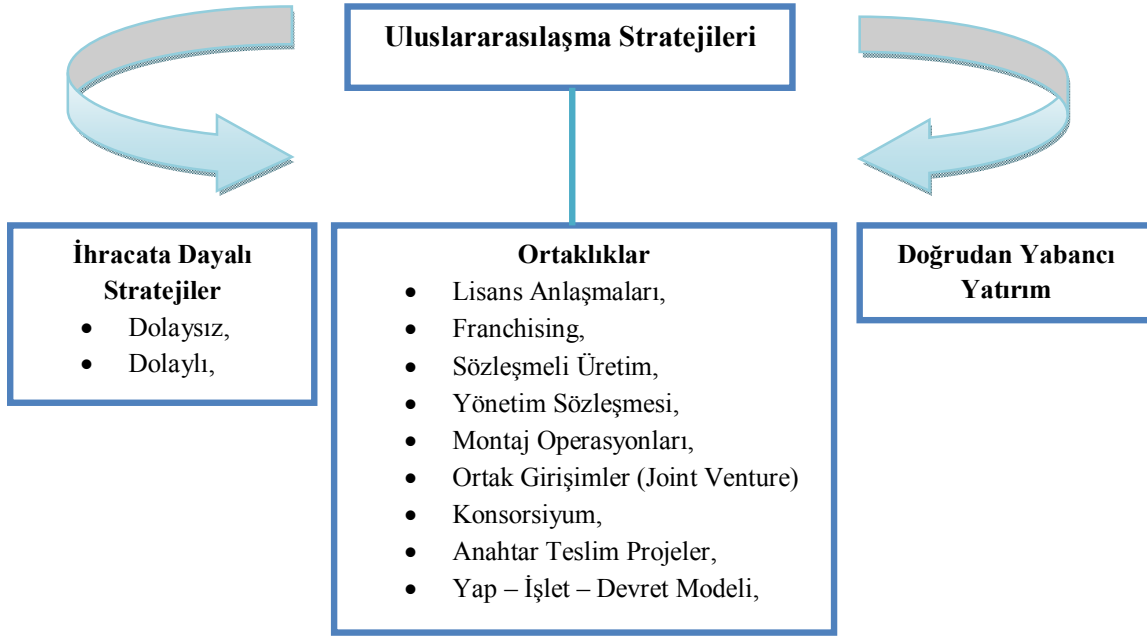 Uluslararasılaşma Stratejileri
İhracata Dayalı
Stratejiler
• Dolaysız,
• Dolaylı,
Ortaklıklar
• Lisans Anlaşmaları,
• Franchising,
• Sözleşmeli Üretim,
• Yönetim Sözleşmesi,
• Montaj Operasyonları,
• Ortak Girişimler (Joint Venture)
• Konsorsiyum,
• Anahtar Teslim Projeler,
• Yap – İşlet – Devret Modeli,
Doğrudan Yabancı
Yatırım